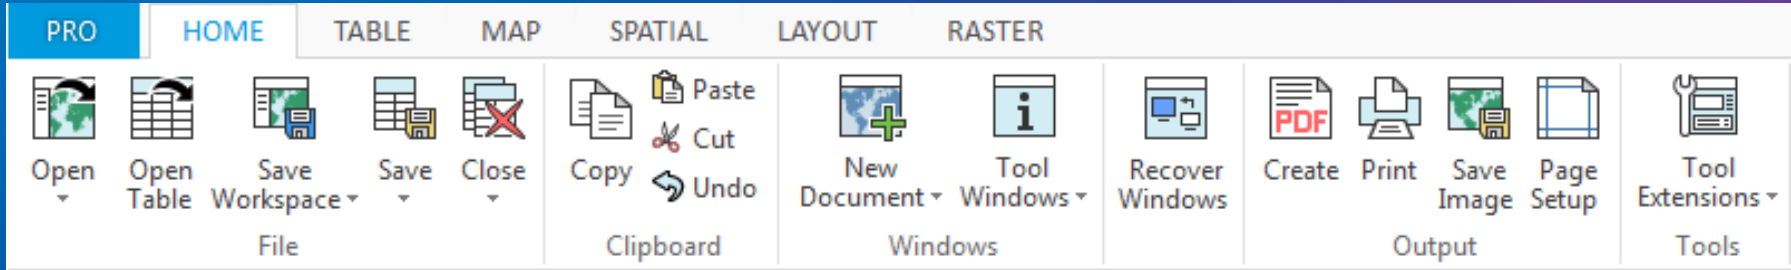 PRO HOME TABLE MAP SPATIAL LAYOUT RASTER
Open
Open
Table
Save
Workspace
Save
Close
File
Copy
Paste
Cut
Undo
Clipboard
New
Document
Tool
Windows
Windows
Recover
Windows
PDF
Create
Print
Save
Image
Page
Setup
Output
Tool
Extensions
Tools